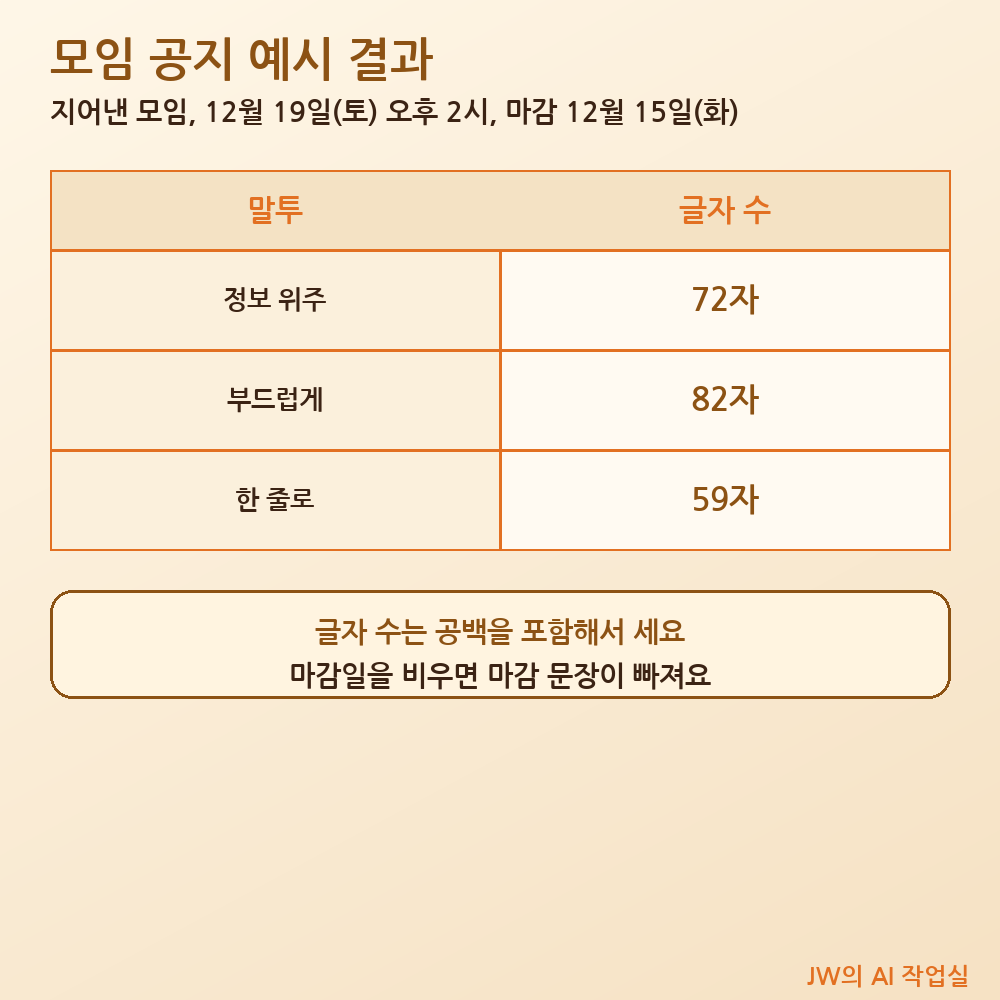 모임 공지 예시 결과
지어낸 모임, 12월 19일(토) 오후 2시, 마감 12월 15일(화)
말투 글자 수
정보 위주 72자
부드럽게 82자
한 줄로 59자
글자 수는 공백을 포함해서 세요
마감일을 비우면 마감 문장이 빠져요
JW의 AI 작업실